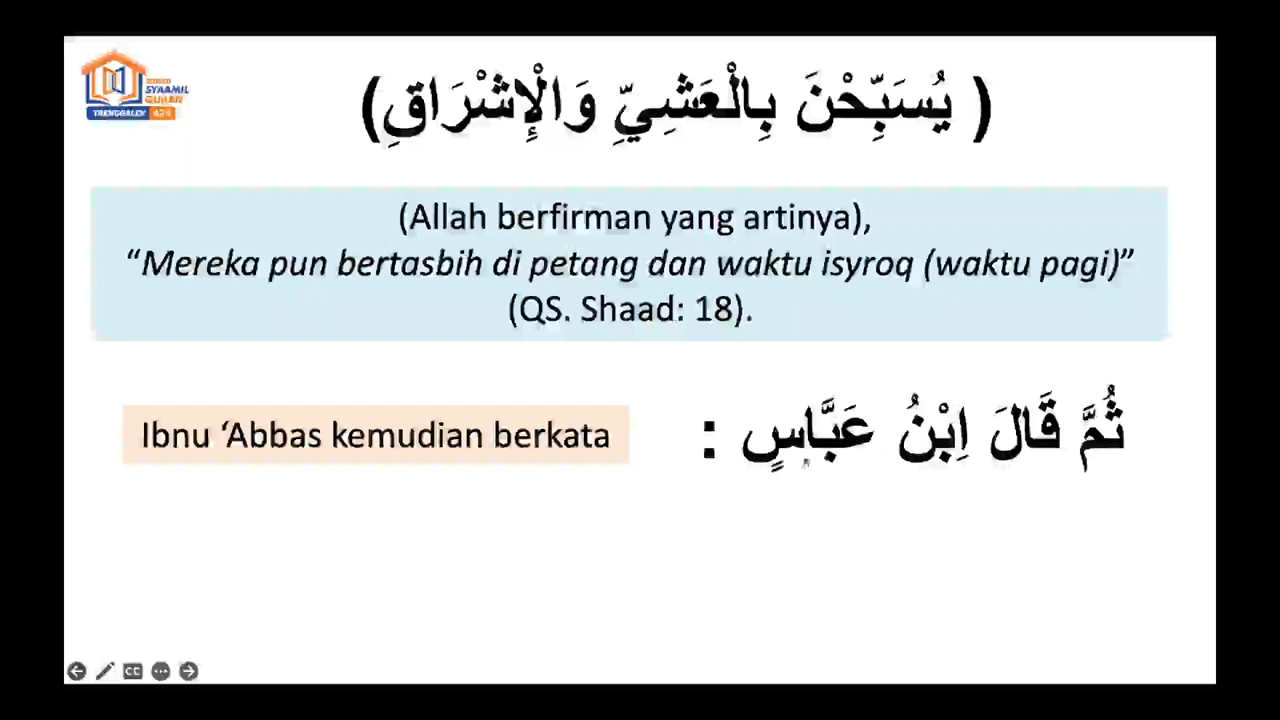 SYAAMIL
QURAN
TRENGGALEK
( يُسَبِّحْنَ بِالْعَشِيِّ وَالْإِشْرَاقِ)
(Allah berfirman yang artinya),
“Mereka pun bertasbih di petang dan waktu isyroq (waktu pagi)”
(QS. Shaad: 18).
ثُمَّ قَالَ اِبْنُ عَبَّاسٍ :
Ibnu ‘Abbas kemudian berkata
CC